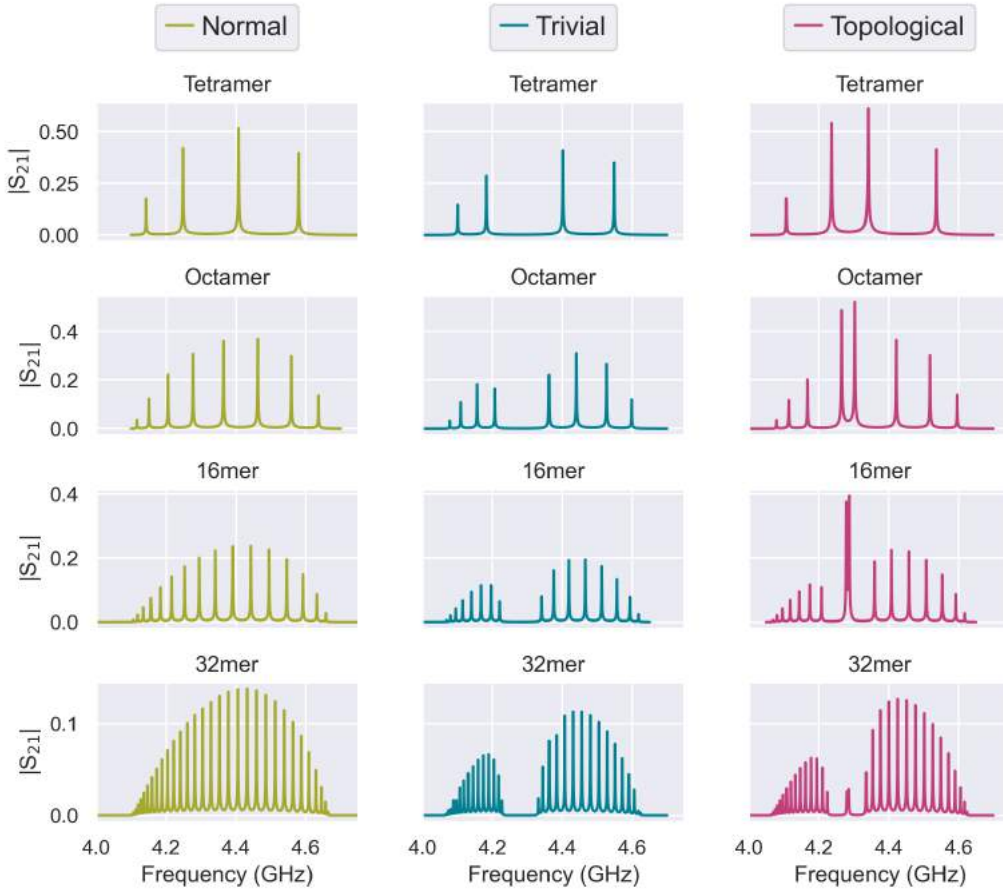 Normal Trivial Topological
Tetramer Tetramer Tetramer
|S21|
0.50
0.25
0.00
Octamer Octamer Octamer
|S21|
0.4
0.2
0.0
16mer 16mer 16mer
|S21|
0.4
0.2
0.0
32mer 32mer 32mer
|S21|
0.1
0.0
4.0 4.2 4.4 4.6 4.0 4.2 4.4 4.6 4.0 4.2 4.4 4.6
Frequency (GHz) Frequency (GHz) Frequency (GHz)